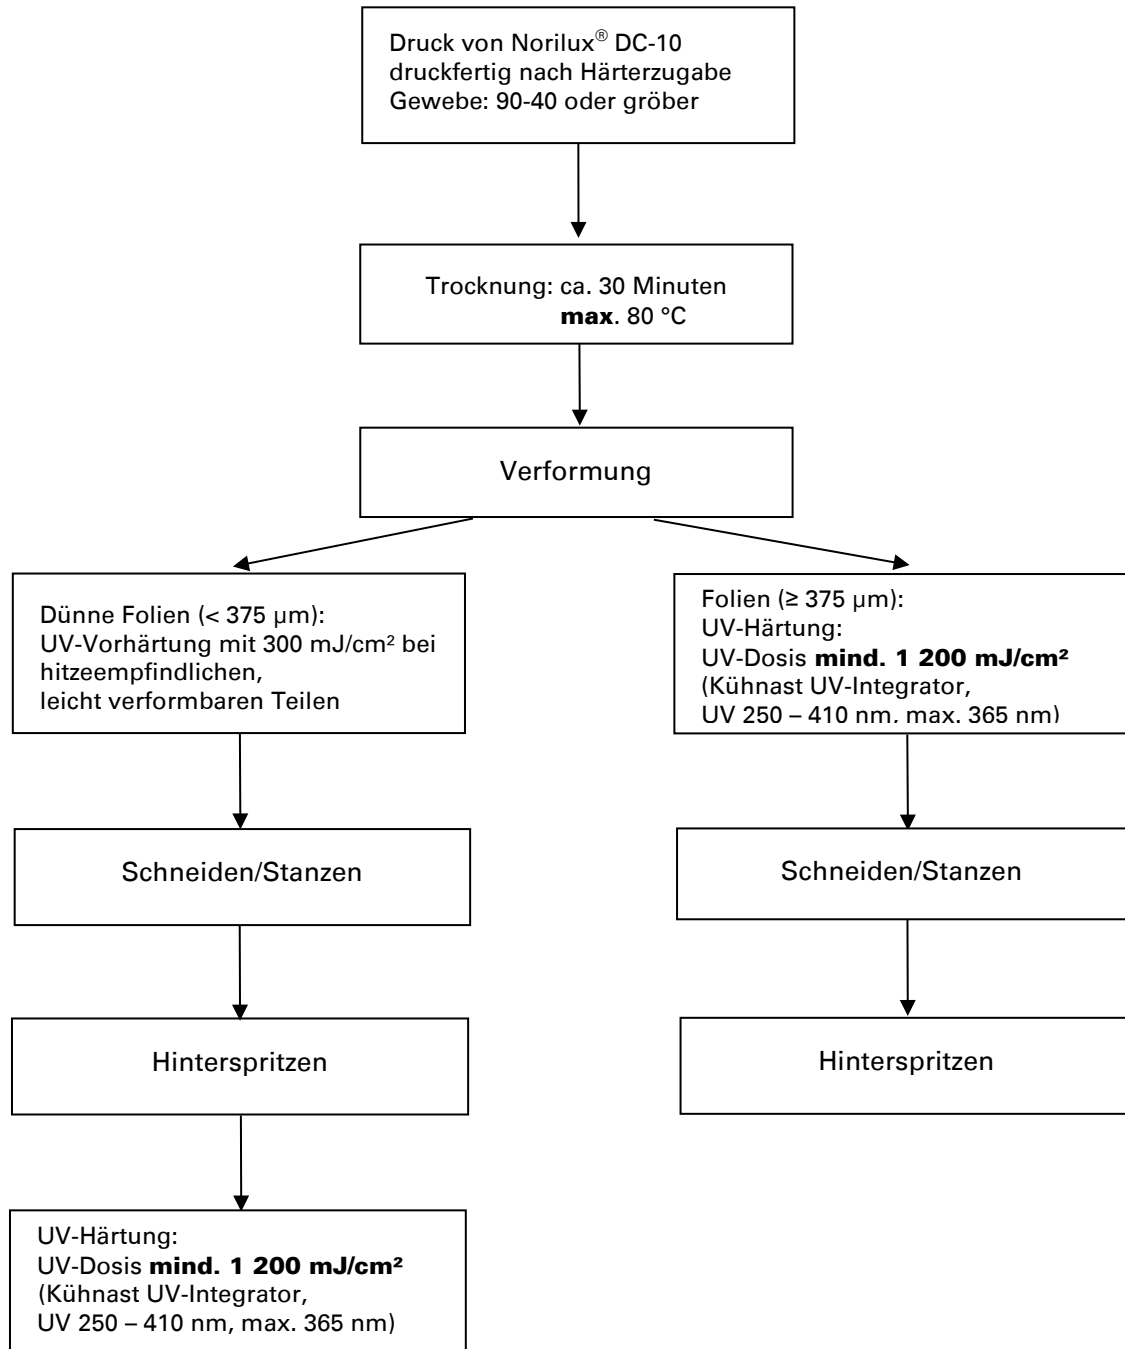 Druck von Norilux® DC-10
druckfertig nach Härterzugabe
Gewebe: 90-40 oder gröber
Trocknung: ca. 30 Minuten
max. 80 °C
Verformung
Dünne Folien (< 375 µm):
UV-Vorhärtung mit 300 mJ/cm² bei
hitzeempfindlichen,
leicht verformbaren Teilen
Schneiden/Stanzen
Hinterspritzen
UV-Härtung:
UV-Dosis mind. 1 200 mJ/cm²
(Kühnast UV-Integrator,
UV 250 – 410 nm, max. 365 nm)
Folien (≥ 375 µm):
UV-Härtung:
UV-Dosis mind. 1 200 mJ/cm²
(Kühnast UV-Integrator,
UV 250 – 410 nm, max. 365 nm)
Schneiden/Stanzen
Hinterspritzen